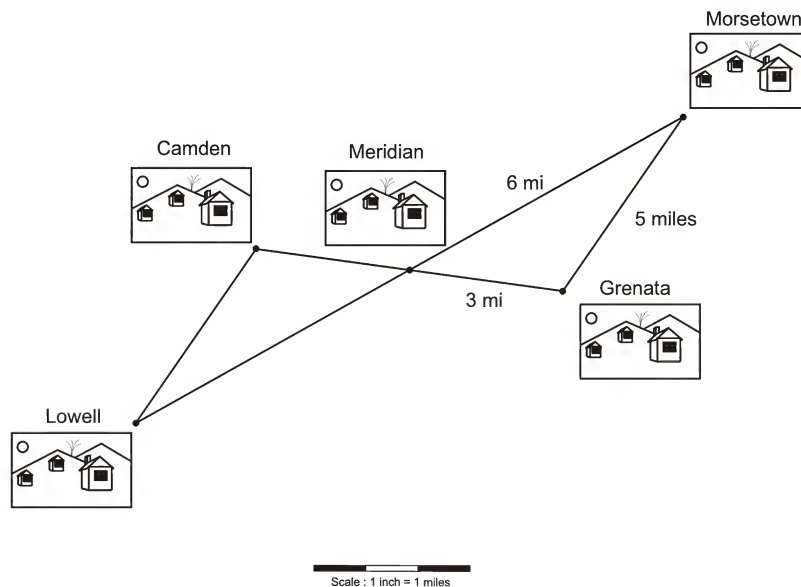 Morsetown
Camden
Meridian
6 mi
5 miles
3 mi
Grenata
Lowell
Scale : 1 inch = 1 miles